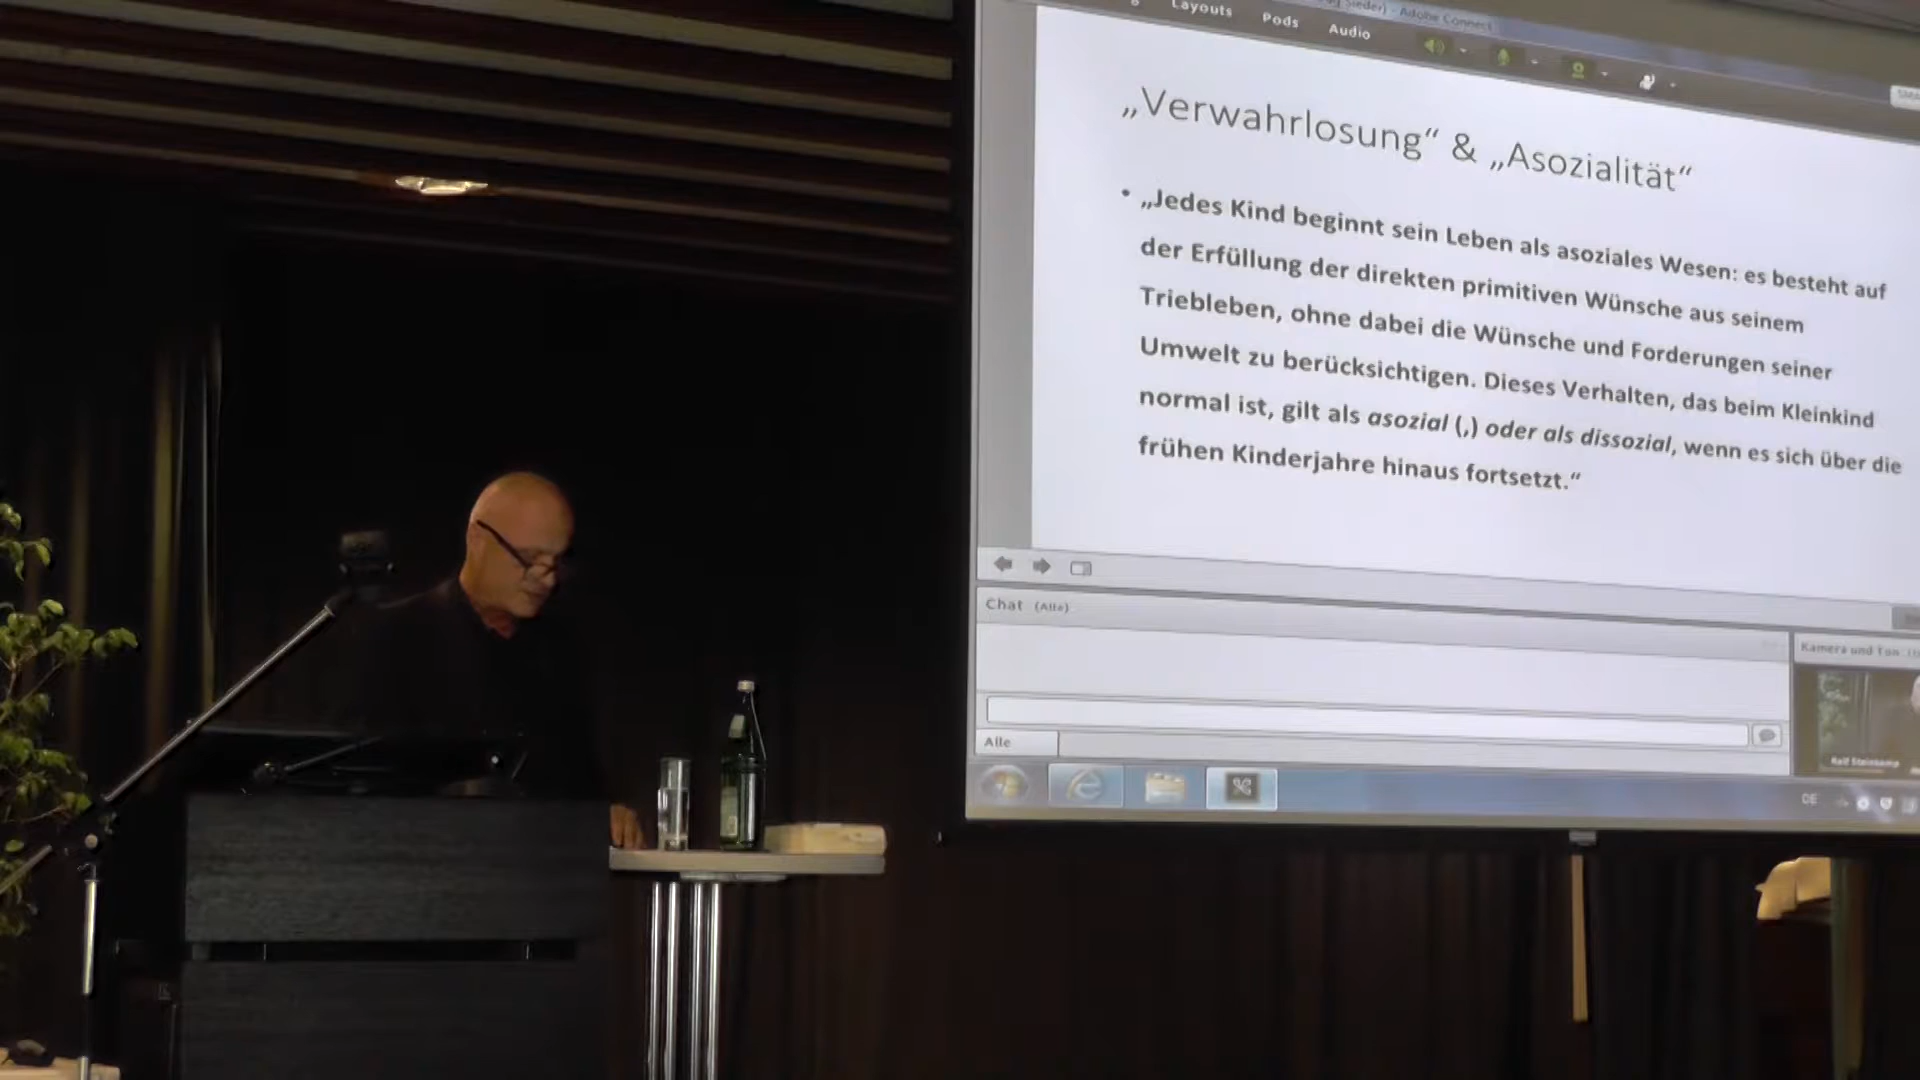 Sieder) - Adobe Connect
Layouts Pods Audio
„Verwahrlosung“ & „Asozialität“
• „Jedes Kind beginnt sein Leben als asoziales Wesen: es besteht auf
der Erfüllung der direkten primitiven Wünsche aus seinem
Triebleben, ohne dabei die Wünsche und Forderungen seiner
Umwelt zu berücksichtigen. Dieses Verhalten, das beim Kleinkind
normal ist, gilt als asozial (,) oder als dissozial, wenn es sich über die
frühen Kinderjahre hinaus fortsetzt.“
Chat (Alle)
Kamera und Ton
Alle
DE